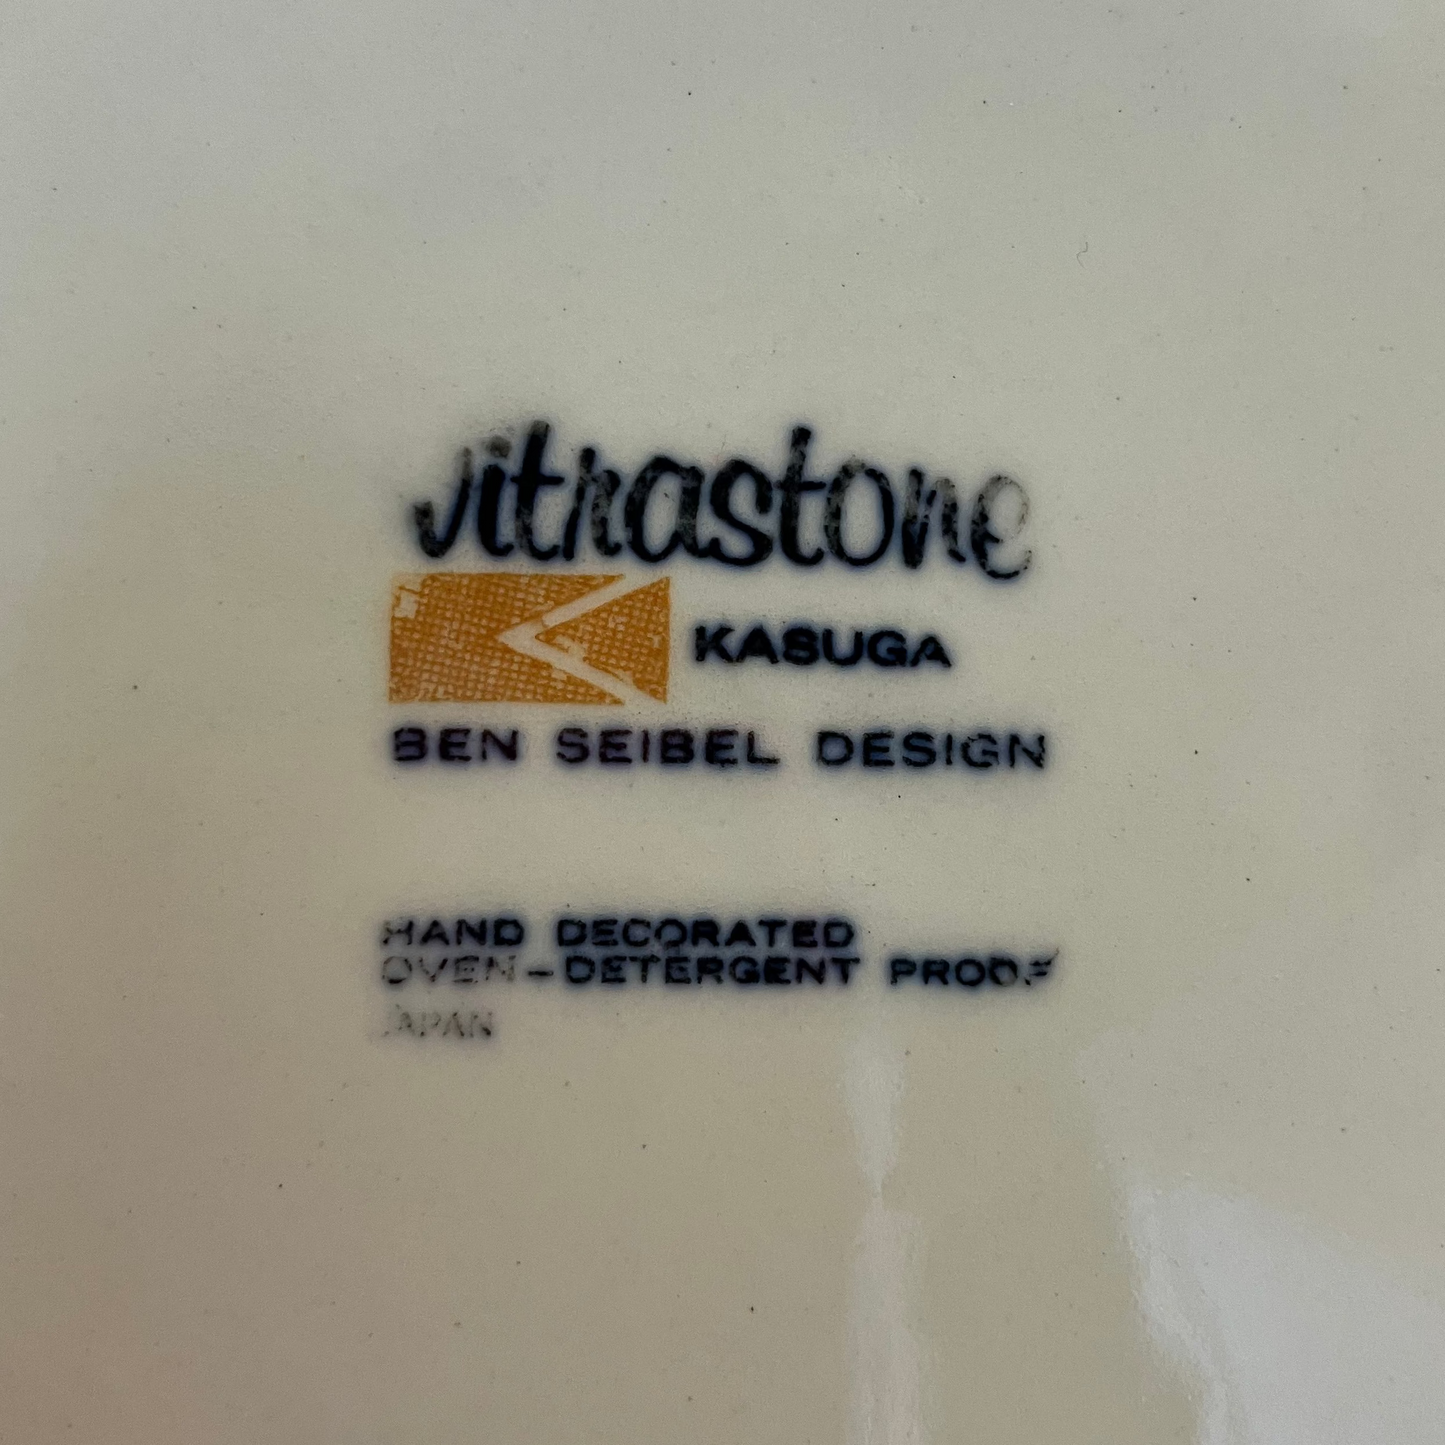 vitrastone
KASUGA
BEN SEIBEL DESIGN
HAND DECORATED
OVEN-DETERGENT PROOF
JAPAN